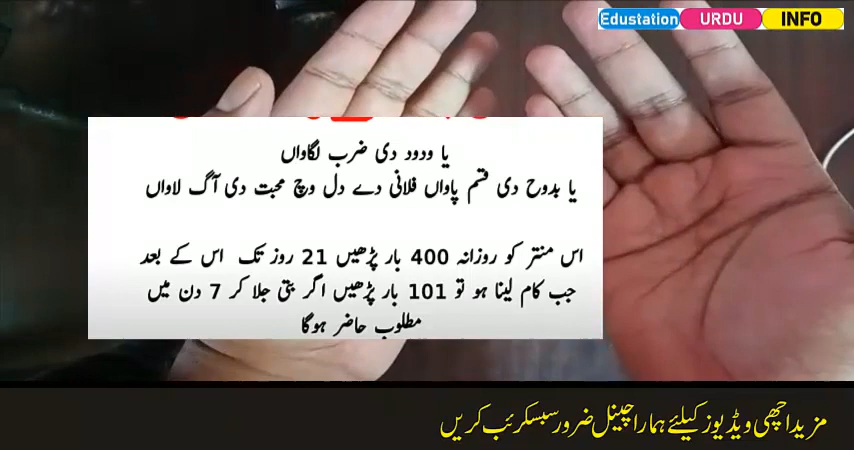 Edustation URDU INFO
یا ودود دی ضرب لگاواں
یا بدوح دی قسم پاواں فلانی دے دل وچ محبت دی آگ لاواں
اس منتر کو روزانہ 400 بار پڑھیں 21 روز تک اس کے بعد
جب کام لینا ہو تو 101 بار پڑھیں اگر بتی جلا کر 7 دن میں
مطلوب حاضر ہوگا
مزید اچھی ویڈیوز کیلئے ہمارا چینل ضرور سبسکرائب کریں